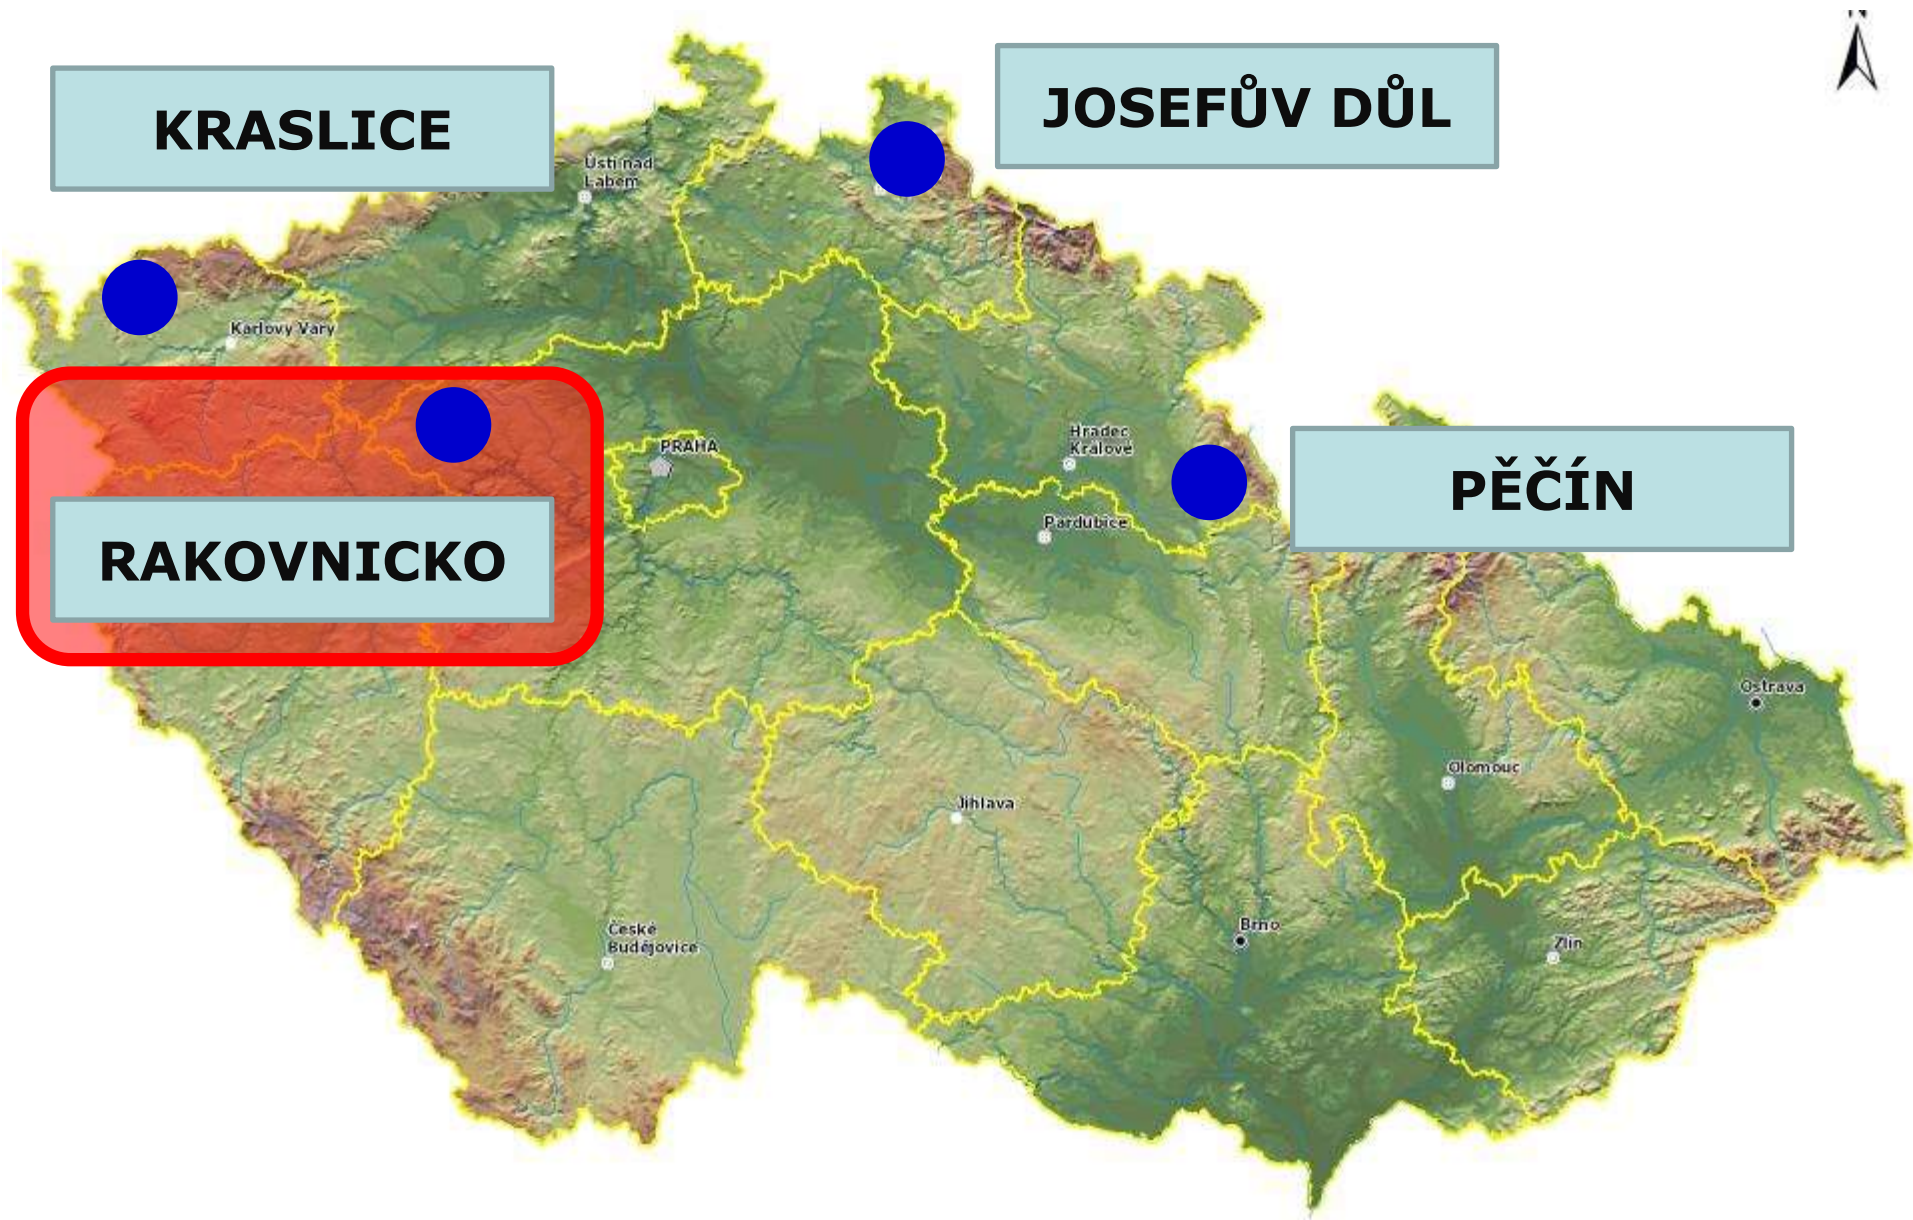 N
JOSEFŮV DŮL
KRASLICE
Ústí nad
Labem
Karlovy Vary
PRAHA
Hradec
Králové
PĚČÍN
Pardubice
RAKOVNICKO
Ostrava
Olomouc
Jihlava
České
Budějovice
Brno
Zlín